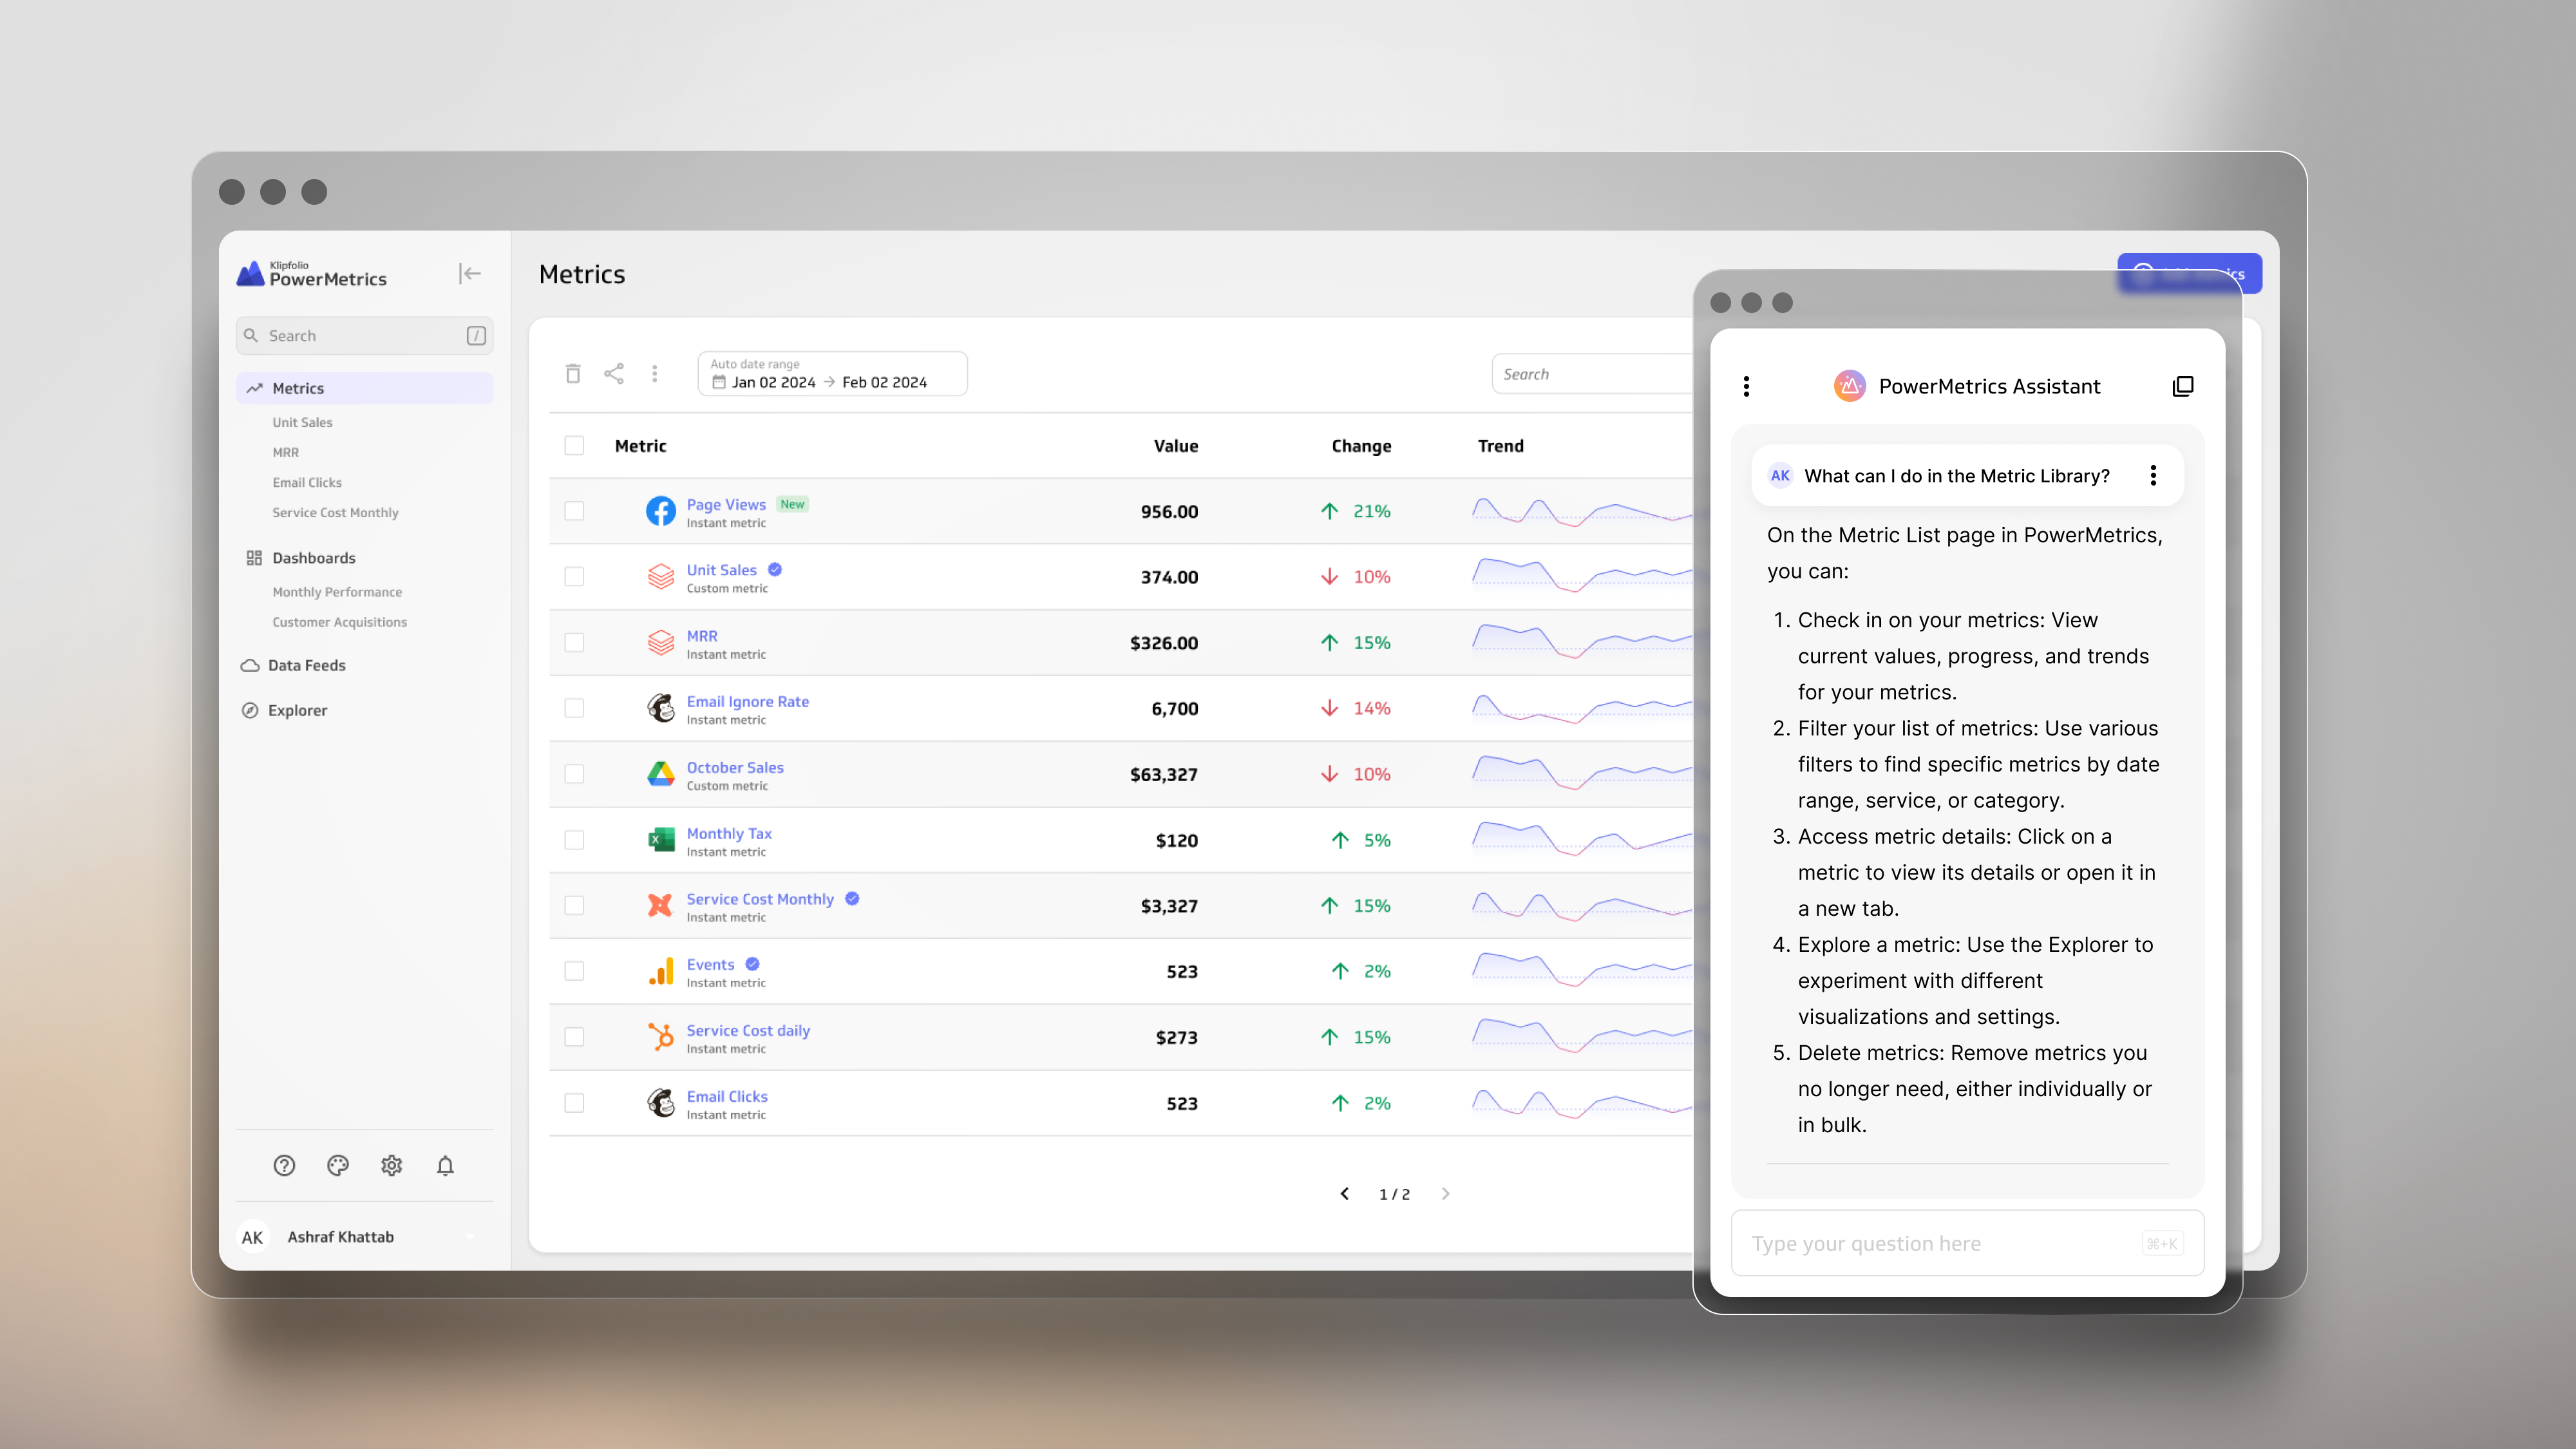 Klipfolio
PowerMetrics
Search
/
Metrics
Unit Sales
MRR
Email Clicks
Service Cost Monthly
Dashboards
Monthly Performance
Customer Acquisitions
Data Feeds
Explorer
AK
Ashraf Khattab
Metrics
Auto date range
Jan 02 2024 → Feb 02 2024
Search
Metric Value Change Trend
Page Views New
Instant metric
956.00 ↑ 21%
Unit Sales
Custom metric
374.00 ↓ 10%
MRR
Instant metric
$326.00 ↑ 15%
Email Ignore Rate
Instant metric
6,700 ↓ 14%
October Sales
Custom metric
$63,327 ↓ 10%
Monthly Tax
Instant metric
$120 ↑ 5%
Service Cost Monthly
Instant metric
$3,327 ↑ 15%
Events
Instant metric
523 ↑ 2%
Service Cost daily
Instant metric
$273 ↑ 15%
Email Clicks
Instant metric
523 ↑ 2%
1 / 2
PowerMetrics Assistant
AK What can I do in the Metric Library?
On the Metric List page in PowerMetrics,
you can:
1. Check in on your metrics: View
current values, progress, and trends
for your metrics.
2. Filter your list of metrics: Use various
filters to find specific metrics by date
range, service, or category.
3. Access metric details: Click on a
metric to view its details or open it in
a new tab.
4. Explore a metric: Use the Explorer to
experiment with different
visualizations and settings.
5. Delete metrics: Remove metrics you
no longer need, either individually or
in bulk.
Type your question here
⌘+K